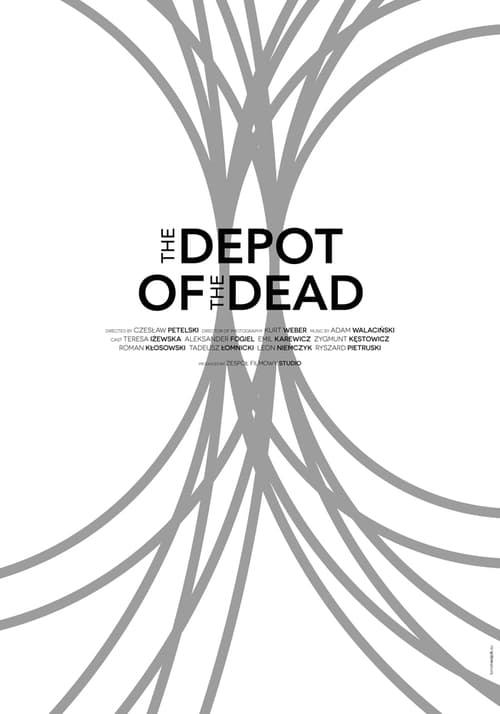 THE DEPOT
OF THE DEAD
DIRECTED BY CZESŁAW PETELSKI DIRECTOR OF PHOTOGRAPHY KURT WEBER MUSIC BY ADAM WALACIŃSKI
CAST TERESA IŻEWSKA ALEKSANDER FOGIEL EMIL KAREWICZ ZYGMUNT KĘSTOWICZ
ROMAN KŁOSOWSKI TADEUSZ ŁOMNICKI LEON NIEMCZYK RYSZARD PIETRUSKI
PRODUCED BY ZESPÓŁ FILMOWY STUDIO